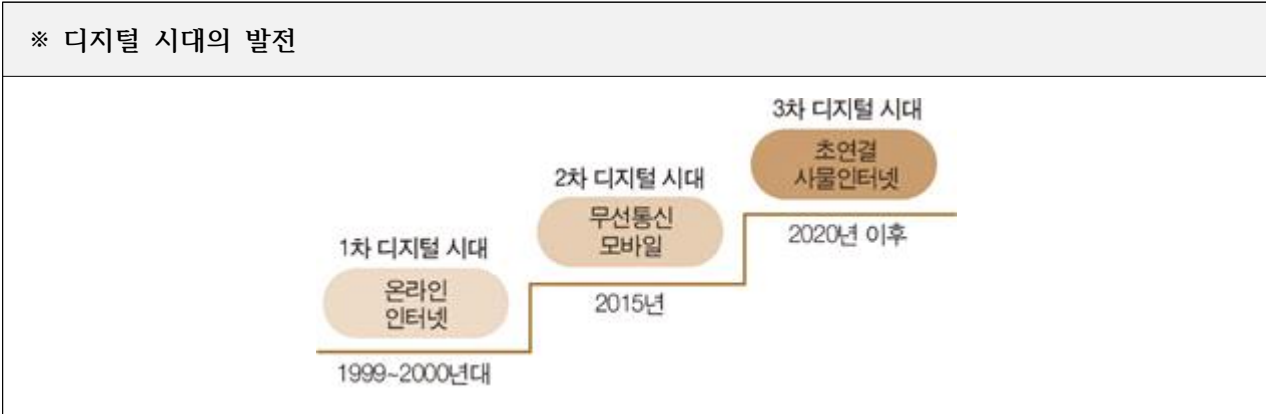 ※ 디지털 시대의 발전
3차 디지털 시대
초연결
사물인터넷
2020년 이후
2차 디지털 시대
무선통신
모바일
2015년
1차 디지털 시대
온라인
인터넷
1999~2000년대